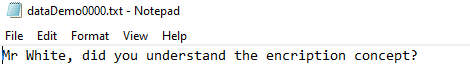 dataDemo0000.txt - Notepad
File Edit Format View Help
Mr White, did you understand the encription concept?